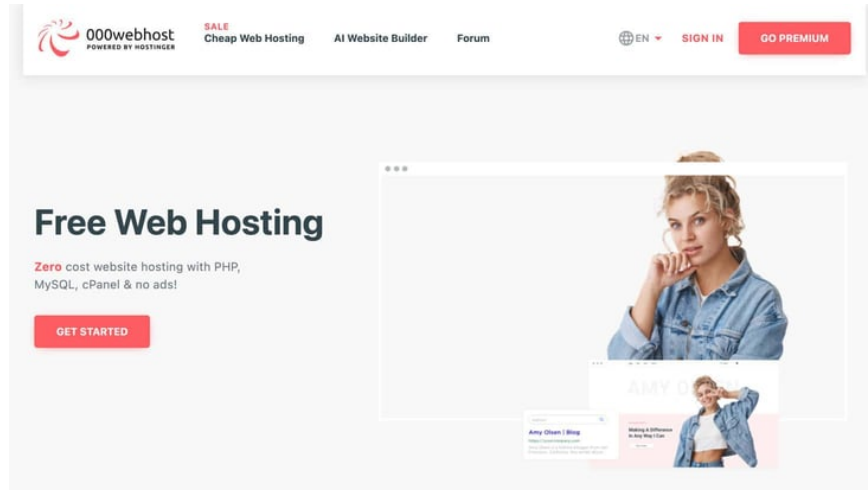 000webhost
POWERED BY HOSTINGER
SALE
Cheap Web Hosting
AI Website Builder
Forum
EN
SIGN IN
GO PREMIUM
Free Web Hosting
Zero cost website hosting with PHP,
MySQL, cPanel & no ads!
GET STARTED
AMY OLSEN
Amy Olsen | Blog
Making A Difference
In Any Way I Can